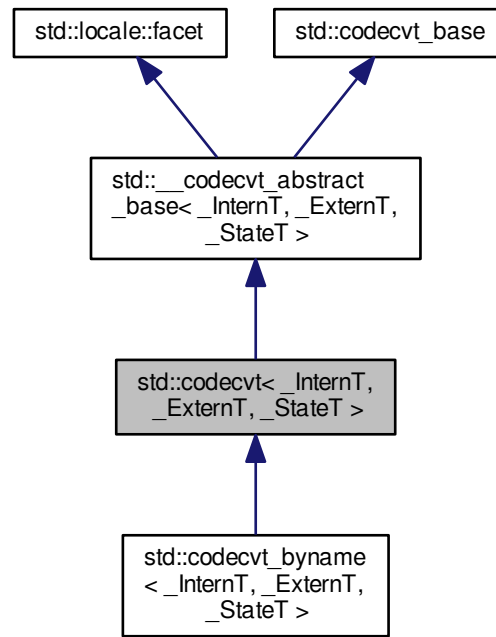 std::locale::facet
std::codecvt_base
std::__codecvt_abstract
_base< _InternT, _ExternT,
_StateT >
std::codecvt< _InternT,
_ExternT, _StateT >
std::codecvt_byname
< _InternT, _ExternT,
_StateT >